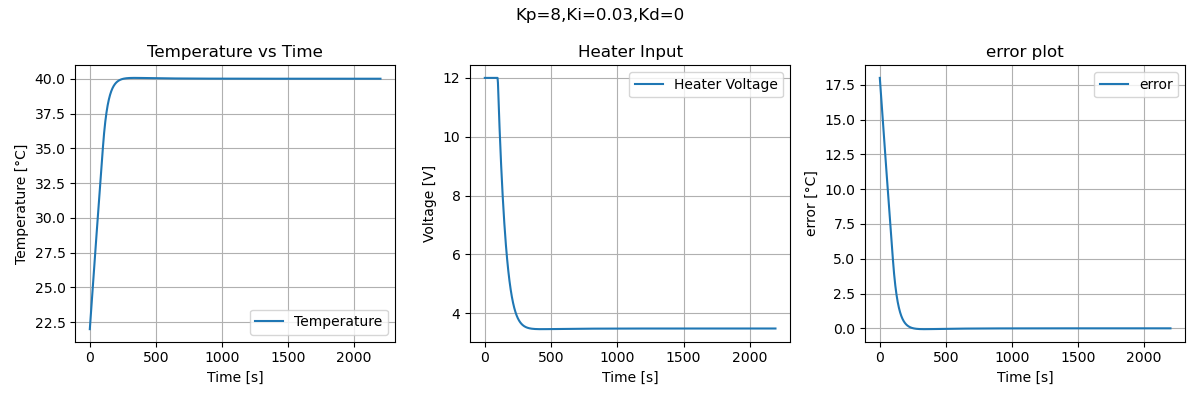 Kp=8,Ki=0.03,Kd=0
Temperature vs Time
Temperature [°C]
40.0
37.5
35.0
32.5
30.0
27.5
25.0
22.5
Temperature
0 500 1000 1500 2000
Time [s]
Heater Input
Voltage [V]
12
10
8
6
4
Heater Voltage
0 500 1000 1500 2000
Time [s]
error plot
error [°C]
17.5
15.0
12.5
10.0
7.5
5.0
2.5
0.0
error
0 500 1000 1500 2000
Time [s]